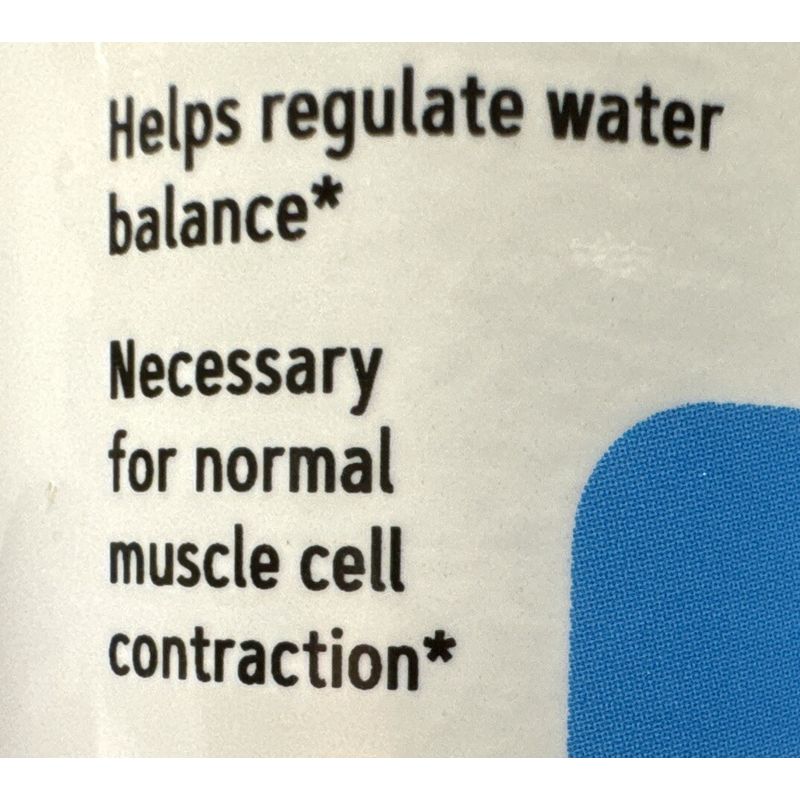 Helps regulate water
balance*
Necessary
for normal
muscle cell
contraction*